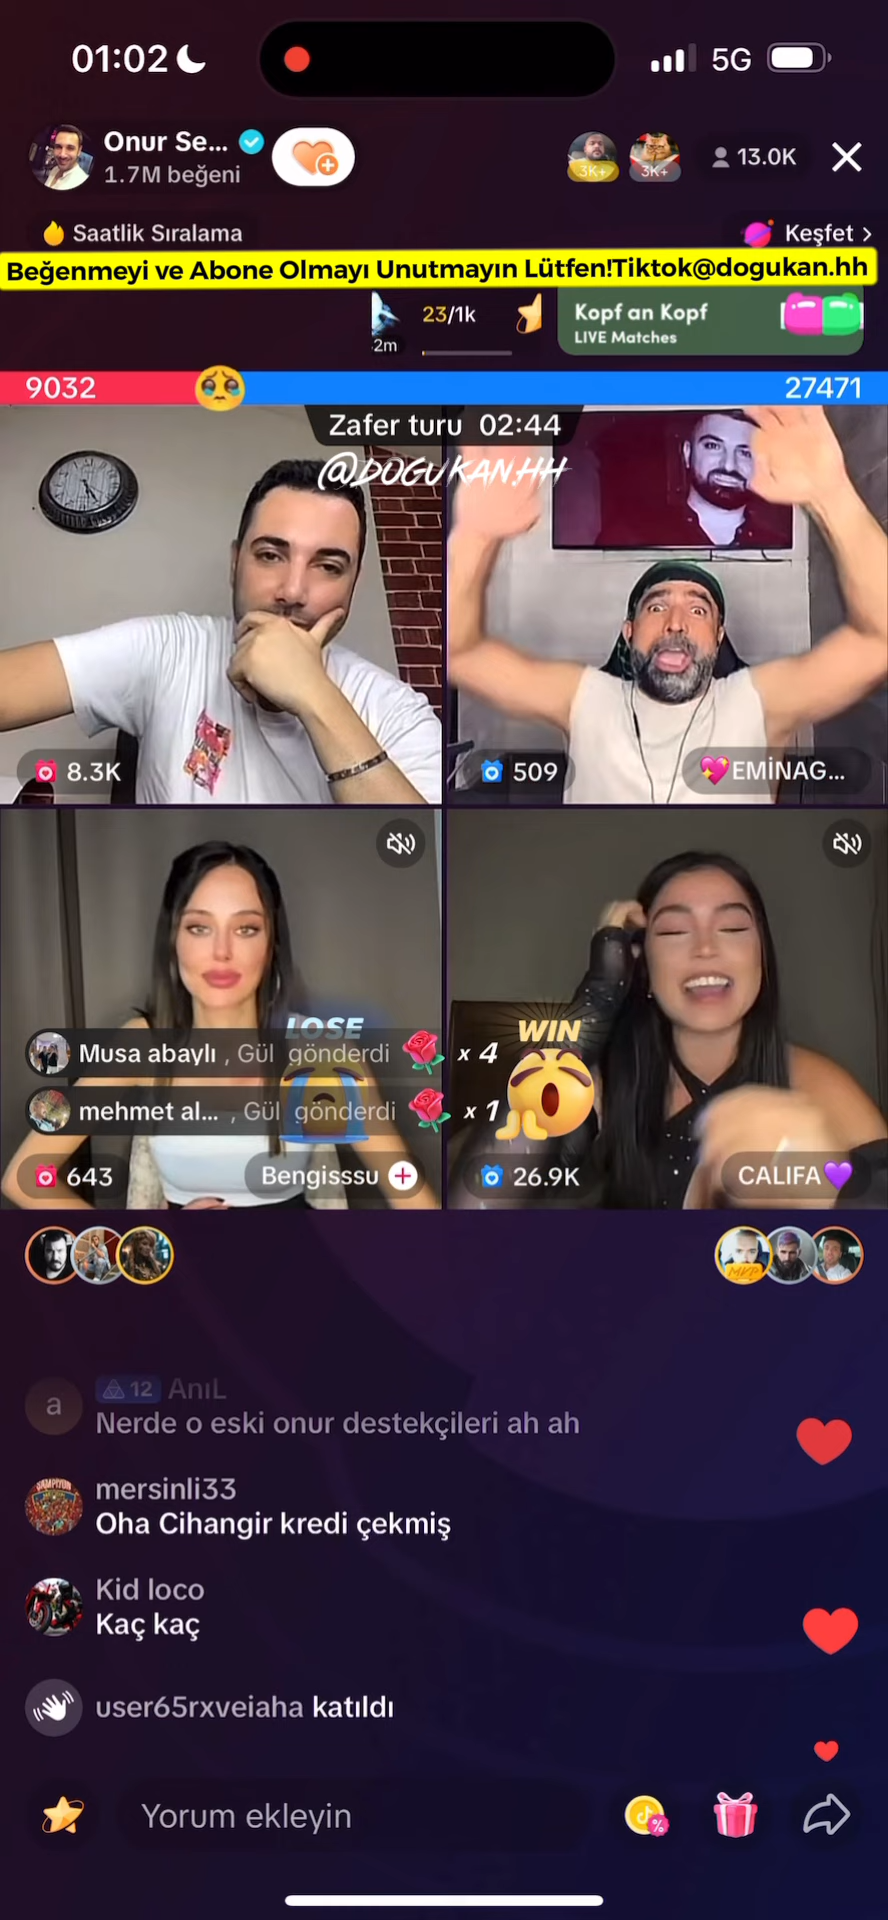 01:02
5G
Onur Se...
1.7M beğeni
3K+
3K+
13.0K
Saatlik Sıralama
Keşfet >
Beğenmeyi ve Abone Olmayı Unutmayın Lütfen!Tiktok@dogukan.hh
2m
23/1k
Kopf an Kopf
LIVE Matches
9032
27471
Zafer turu 02:44
@DOGUKAN.HH
8.3K
509
EMİNAG...
LOSE
WIN
Musa abaylı , Gül gönderdi x 4
mehmet al... , Gül gönderdi x 1
643
Bengisssu
26.9K
CALIFA
MVP
a
12 AnıL
Nerde o eski onur destekçileri ah ah
mersinli33
Oha Cihangir kredi çekmiş
Kid loco
Kaç kaç
user65rxveiaha katıldı
Yorum ekleyin